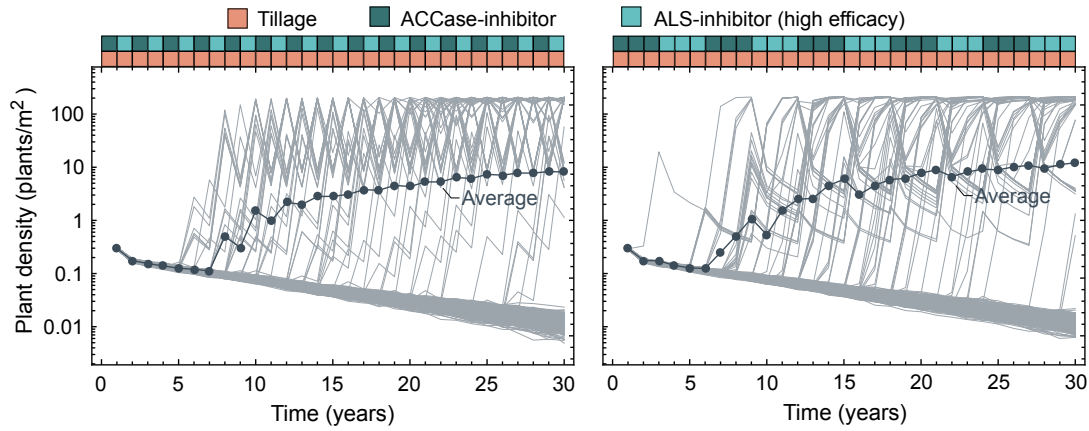 Tillage ACCase-inhibitor ALS-inhibitor (high efficacy)
Plant density (plants/m²)
100
10
1
0.1
0.01
Average
Average
0 5 10 15 20 25 30
0 5 10 15 20 25 30
Time (years)
Time (years)